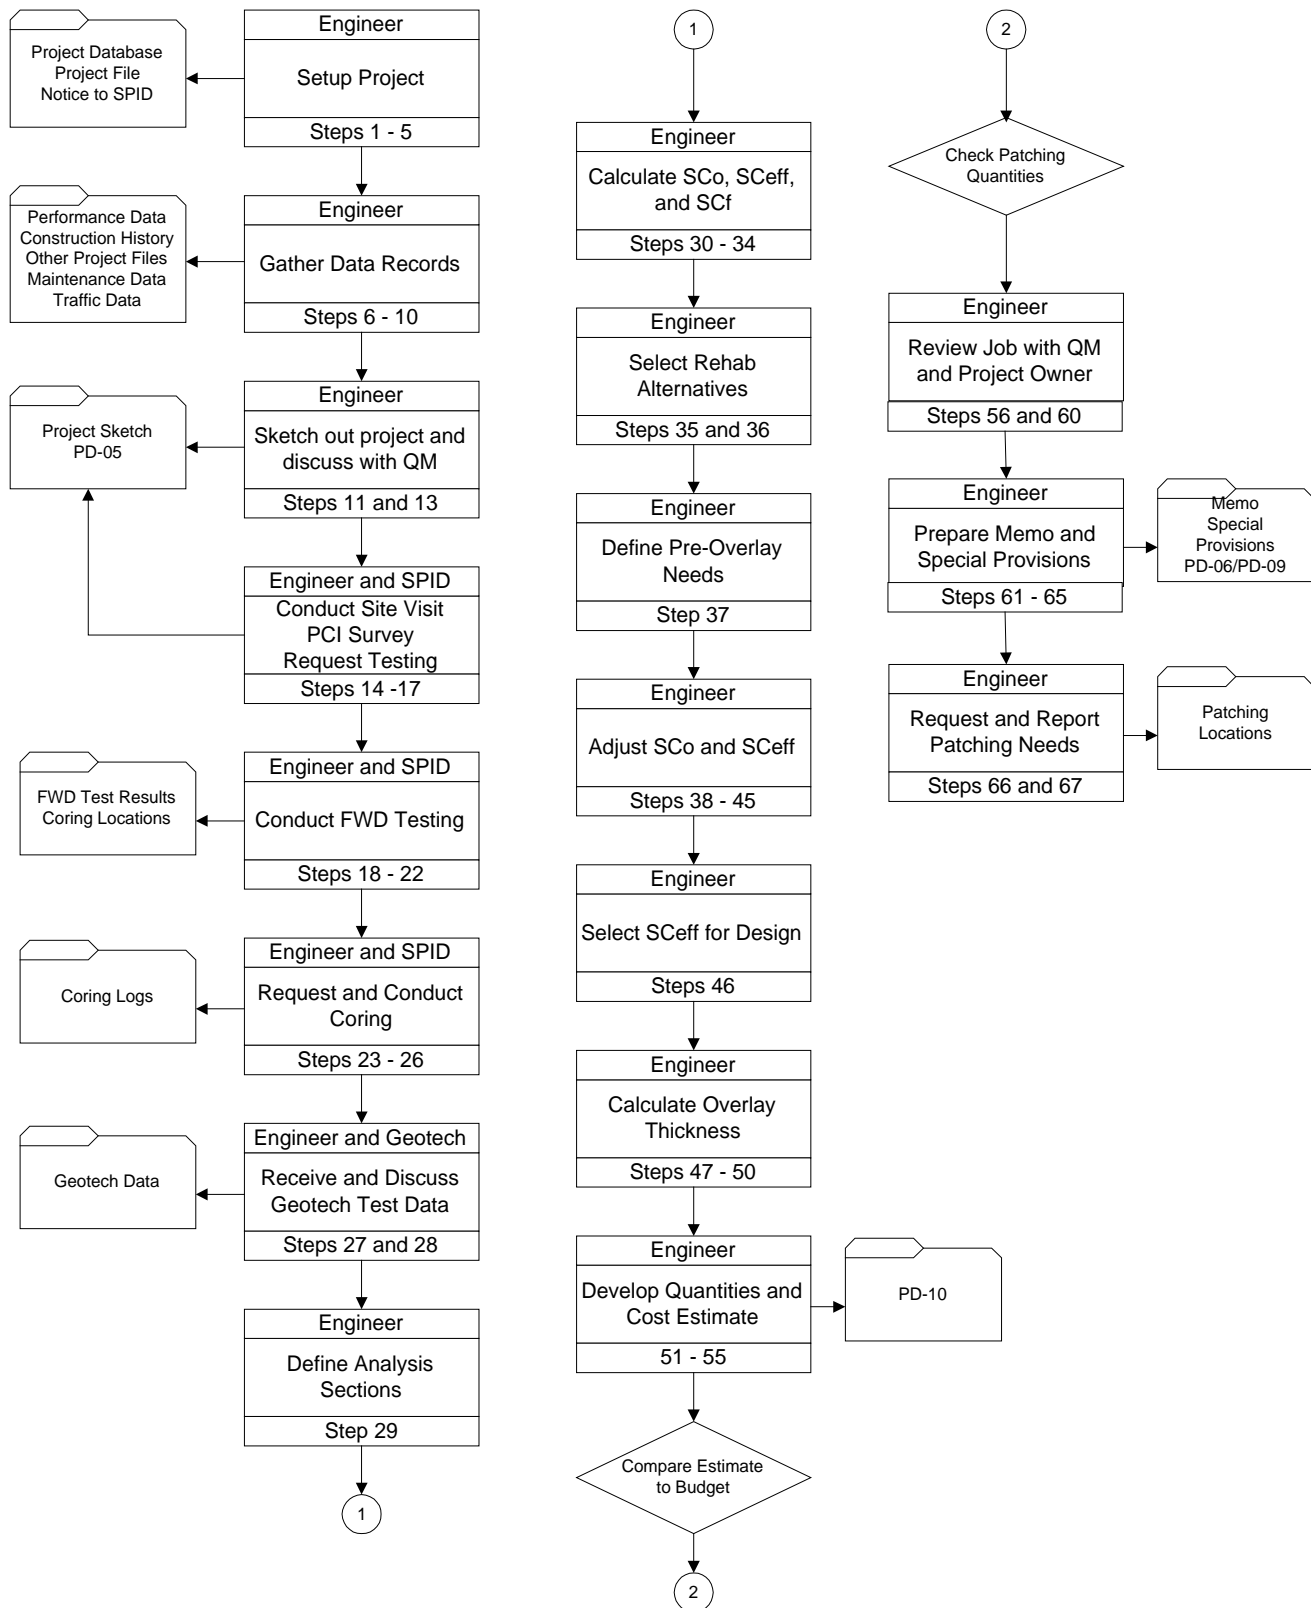 Project Database
Project File
Notice to SPID
Engineer
Setup Project
Steps 1 - 5
Performance Data
Construction History
Other Project Files
Maintenance Data
Traffic Data
Engineer
Gather Data Records
Steps 6 - 10
Project Sketch
PD-05
Engineer
Sketch out project and
discuss with QM
Steps 11 and 13
Engineer and SPID
Conduct Site Visit
PCI Survey
Request Testing
Steps 14 -17
FWD Test Results
Coring Locations
Engineer and SPID
Conduct FWD Testing
Steps 18 - 22
Coring Logs
Engineer and SPID
Request and Conduct
Coring
Steps 23 - 26
Geotech Data
Engineer and Geotech
Receive and Discuss
Geotech Test Data
Steps 27 and 28
Engineer
Define Analysis
Sections
Step 29
1
1
Engineer
Calculate SCo, SCeff,
and SCf
Steps 30 - 34
Engineer
Select Rehab
Alternatives
Steps 35 and 36
Engineer
Define Pre-Overlay
Needs
Step 37
Engineer
Adjust SCo and SCeff
Steps 38 - 45
Engineer
Select SCeff for Design
Steps 46
Engineer
Calculate Overlay
Thickness
Steps 47 - 50
Engineer
Develop Quantities and
Cost Estimate
51 - 55
PD-10
Compare Estimate
to Budget
2
2
Check Patching
Quantities
Engineer
Review Job with QM
and Project Owner
Steps 56 and 60
Engineer
Prepare Memo and
Special Provisions
Steps 61 - 65
Memo
Special
Provisions
PD-06/PD-09
Engineer
Request and Report
Patching Needs
Steps 66 and 67
Patching
Locations